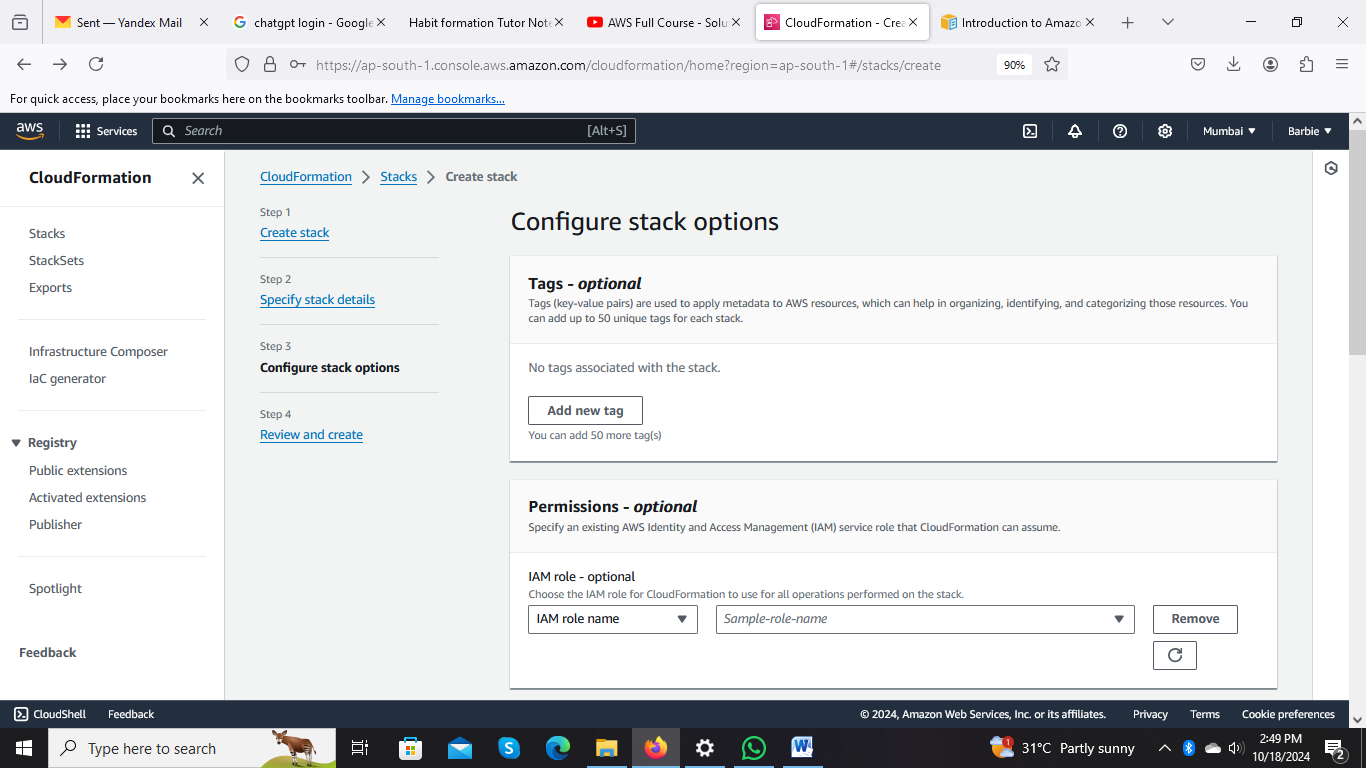 Sent — Yandex Mail
chatgpt login - Google
Habit formation Tutor Note
AWS Full Course - Solu
CloudFormation - Crea
Introduction to Amazo
https://ap-south-1.console.aws.amazon.com/cloudformation/home?region=ap-south-1#/stacks/create
90%
For quick access, place your bookmarks here on the bookmarks toolbar. Manage bookmarks...
aws
Services
Search
[Alt+S]
Mumbai
Barbie
CloudFormation
Stacks
StackSets
Exports
Infrastructure Composer
IaC generator
Registry
Public extensions
Activated extensions
Publisher
Spotlight
Feedback
CloudFormation > Stacks > Create stack
Step 1
Create stack
Step 2
Specify stack details
Step 3
Configure stack options
Step 4
Review and create
Configure stack options
Tags - optional
Tags (key-value pairs) are used to apply metadata to AWS resources, which can help in organizing, identifying, and categorizing those resources. You
can add up to 50 unique tags for each stack.
No tags associated with the stack.
Add new tag
You can add 50 more tag(s)
Permissions - optional
Specify an existing AWS Identity and Access Management (IAM) service role that CloudFormation can assume.
IAM role - optional
Choose the IAM role for CloudFormation to use for all operations performed on the stack.
IAM role name
Sample-role-name
Remove
CloudShell
Feedback
© 2024, Amazon Web Services, Inc. or its affiliates.
Privacy
Terms
Cookie preferences
Type here to search
1
31°C Partly sunny
2:49 PM
10/18/2024
2